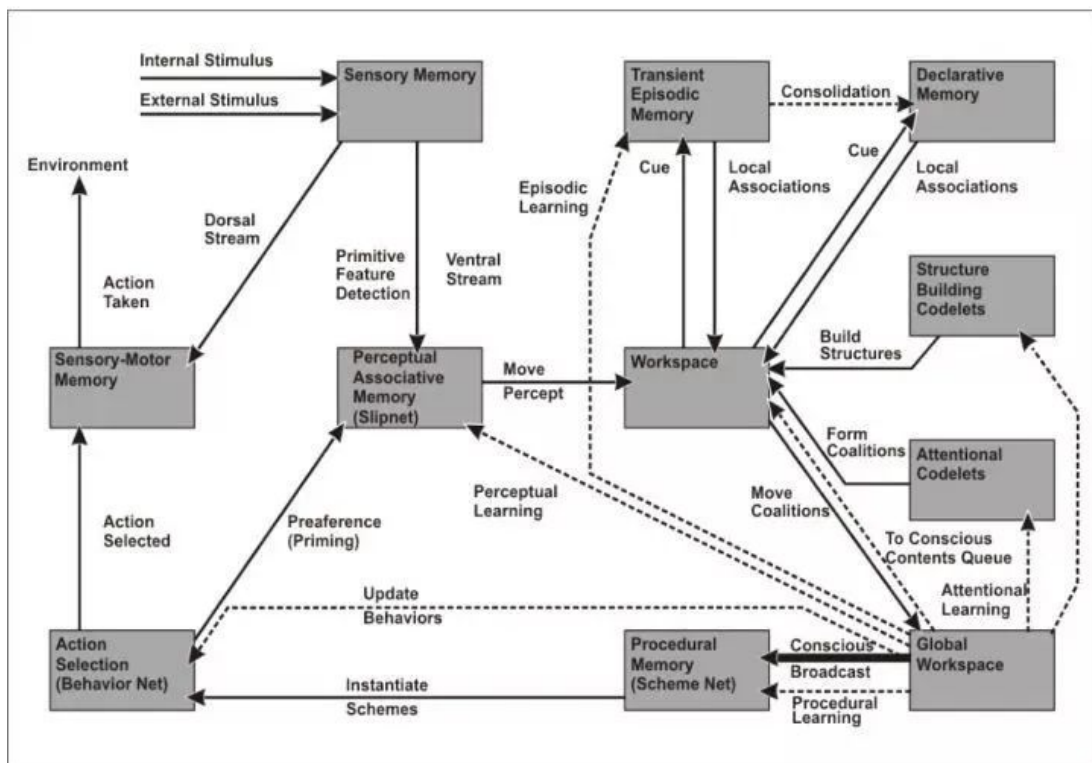 Internal Stimulus
Sensory Memory
External Stimulus
Transient
Episodic
Memory
Consolidation
Declarative
Memory
Environment
Cue
Local
Associations
Cue
Local
Associations
Episodic
Learning
Dorsal
Stream
Primitive
Feature
Detection
Ventral
Stream
Action
Taken
Structure
Building
Codelets
Build
Structures
Sensory-Motor
Memory
Perceptual
Associative
Memory
(Slipnet)
Move
Percept
Workspace
Form
Coalitions
Attentional
Codelets
Perceptual
Learning
Move
Coalitions
Action
Selected
Preaference
(Priming)
To Conscious
Contents Queue
Attentional
Learning
Update
Behaviors
Action
Selection
(Behavior Net)
Procedural
Memory
(Scheme Net)
Conscious
Broadcast
Global
Workspace
Instantiate
Schemes
Procedural
Learning